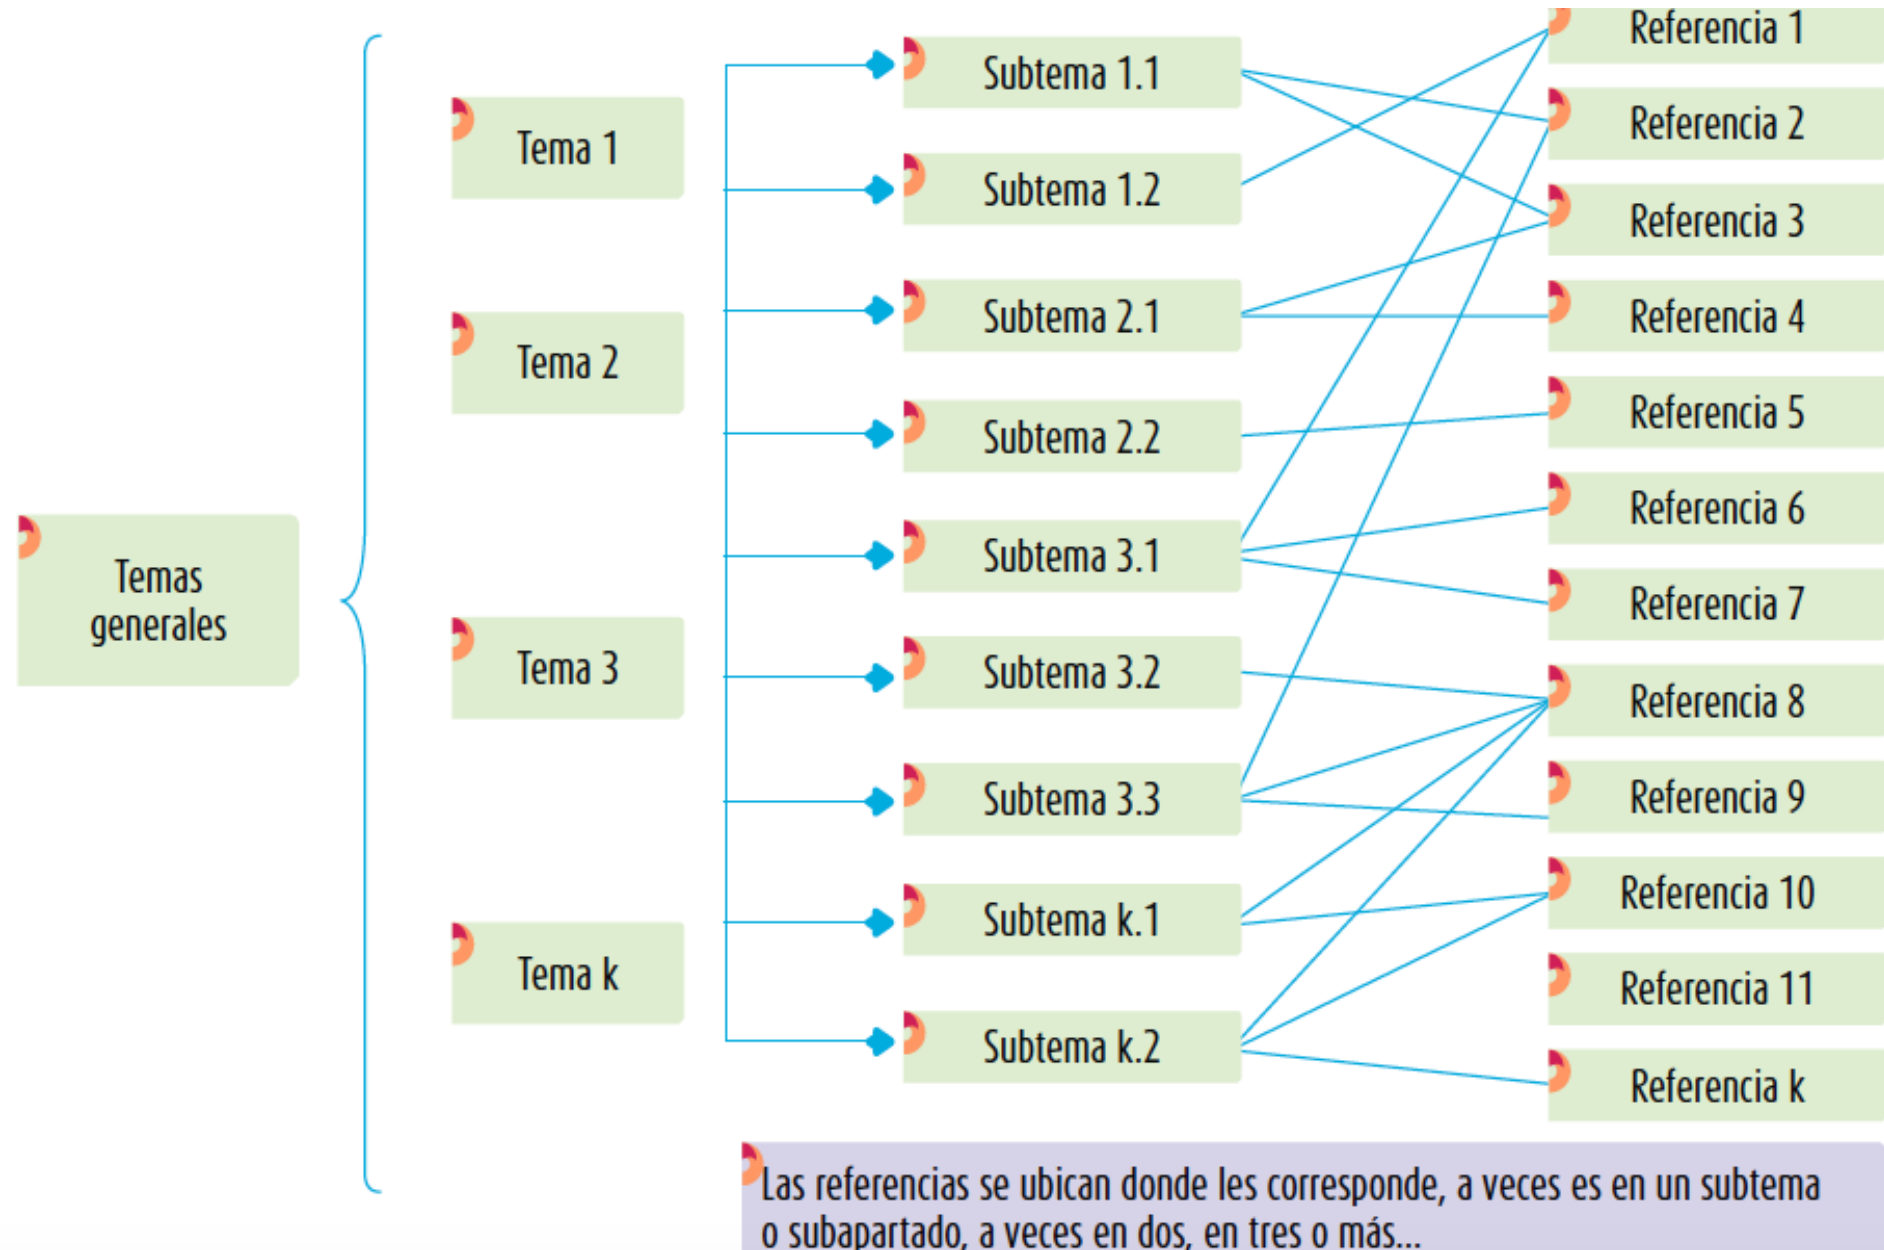 Temas
generales
Tema 1
Tema 2
Tema 3
Tema k
Subtema 1.1
Subtema 1.2
Subtema 2.1
Subtema 2.2
Subtema 3.1
Subtema 3.2
Subtema 3.3
Subtema k.1
Subtema k.2
Referencia 1
Referencia 2
Referencia 3
Referencia 4
Referencia 5
Referencia 6
Referencia 7
Referencia 8
Referencia 9
Referencia 10
Referencia 11
Referencia k
Las referencias se ubican donde les corresponde, a veces es en un subtema
o subapartado, a veces en dos, en tres o más...